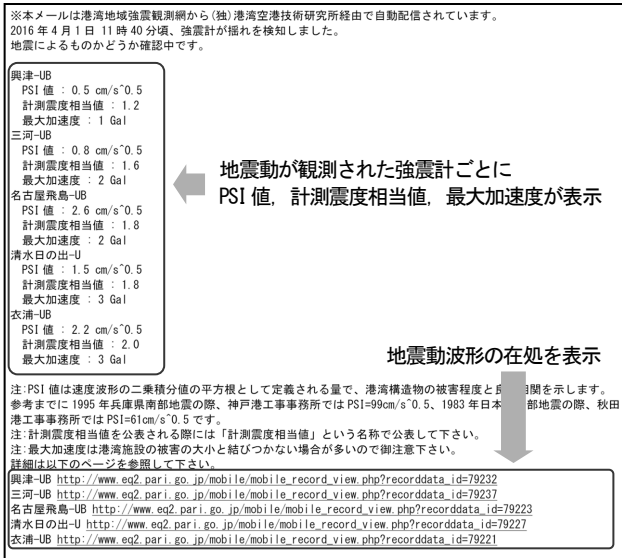 ※本メールは港湾地域強震観測網から(独)港湾空港技術研究所経由で自動配信されています。
2016年4月1日 11時40分頃、強震計が揺れを検知しました。
地震によるものかどうか確認中です。
興津-UB
PSI値 : 0.5 cm/s^0.5
計測震度相当値 : 1.2
最大加速度 : 1 Gal
三河-UB
PSI値 : 0.8 cm/s^0.5
計測震度相当値 : 1.6
最大加速度 : 2 Gal
名古屋飛島-UB
PSI値 : 2.6 cm/s^0.5
計測震度相当値 : 1.8
最大加速度 : 2 Gal
清水日の出-U
PSI値 : 1.5 cm/s^0.5
計測震度相当値 : 1.8
最大加速度 : 3 Gal
衣浦-UB
PSI値 : 2.2 cm/s^0.5
計測震度相当値 : 2.0
最大加速度 : 3 Gal
地震動が観測された強震計ごとに
PSI値，計測震度相当値，最大加速度が表示
地震動波形の在処を表示
注:PSI値は速度波形の二乗積分値の平方根として定義される量で、港湾構造物の被害程度と良 相関を示します。
参考までに1995年兵庫県南部地震の際、神戸港工事事務所ではPSI=99cm/s^0.5、1983年日本 部地震の際、秋田
港工事事務所ではPSI=61cm/s^0.5です。
注:計測震度相当値を公表される際には「計測震度相当値」という名称で公表して下さい。
注:最大加速度は港湾施設の被害の大小と結びつかない場合が多いので御注意下さい。
詳細は以下のページを参照して下さい。
興津-UB http://www.eq2.pari.go.jp/mobile/mobile_record_view.php?recorddata_id=79232
三河-UB http://www.eq2.pari.go.jp/mobile/mobile_record_view.php?recorddata_id=79237
名古屋飛島-UB http://www.eq2.pari.go.jp/mobile/mobile_record_view.php?recorddata_id=79223
清水日の出-U http://www.eq2.pari.go.jp/mobile/mobile_record_view.php?recorddata_id=79227
衣浦-UB http://www.eq2.pari.go.jp/mobile/mobile_record_view.php?recorddata_id=79221